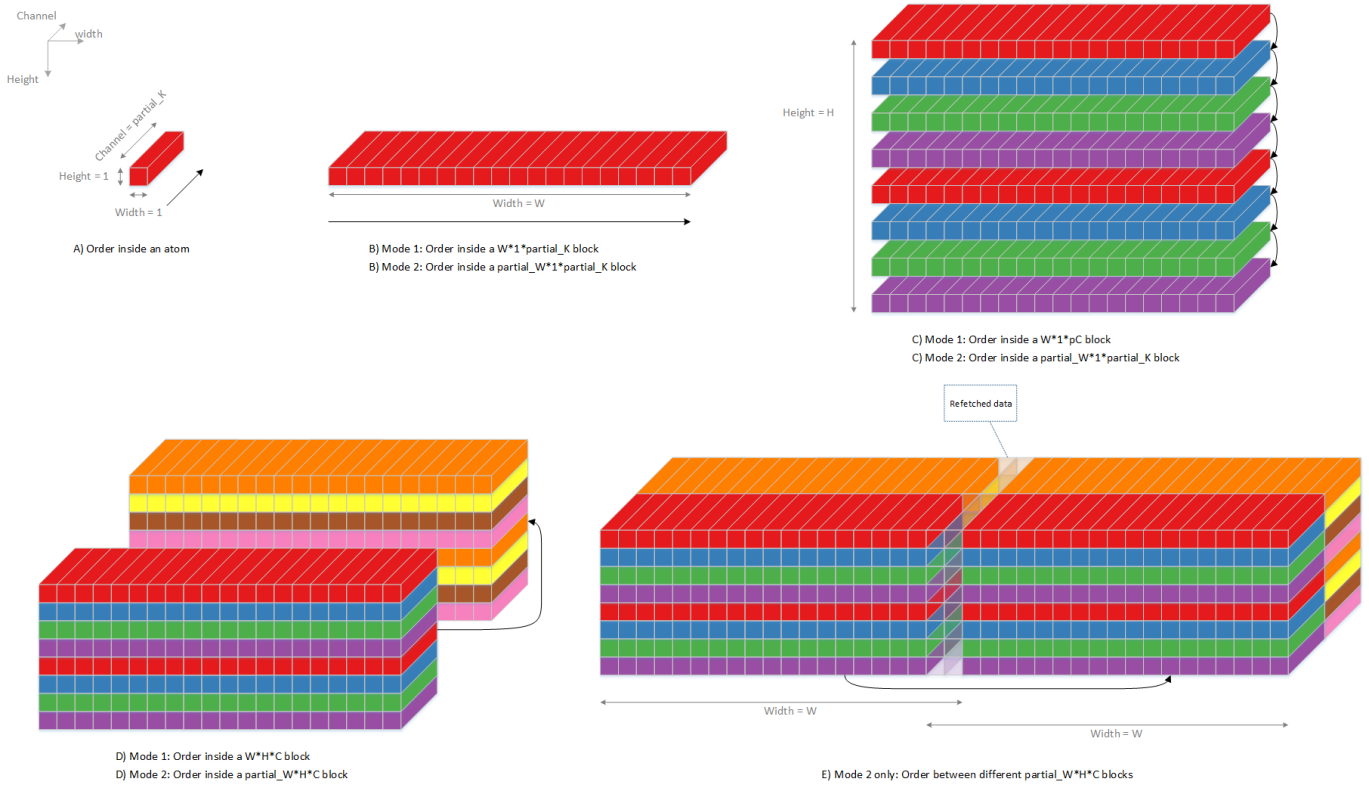 Channel
width
Height
Channel = partial_K
Height = 1
Width = 1
A) Order inside an atom
Width = W
B) Mode 1: Order inside a W*1*partial_K block
B) Mode 2: Order inside a partial_W*1*partial_K block
Height = H
C) Mode 1: Order inside a W*1*pC block
C) Mode 2: Order inside a partial_W*1*partial_K block
D) Mode 1: Order inside a W*H*C block
D) Mode 2: Order inside a partial_W*H*C block
Refetched data
Width = W
Width = W
E) Mode 2 only: Order between different partial_W*H*C blocks